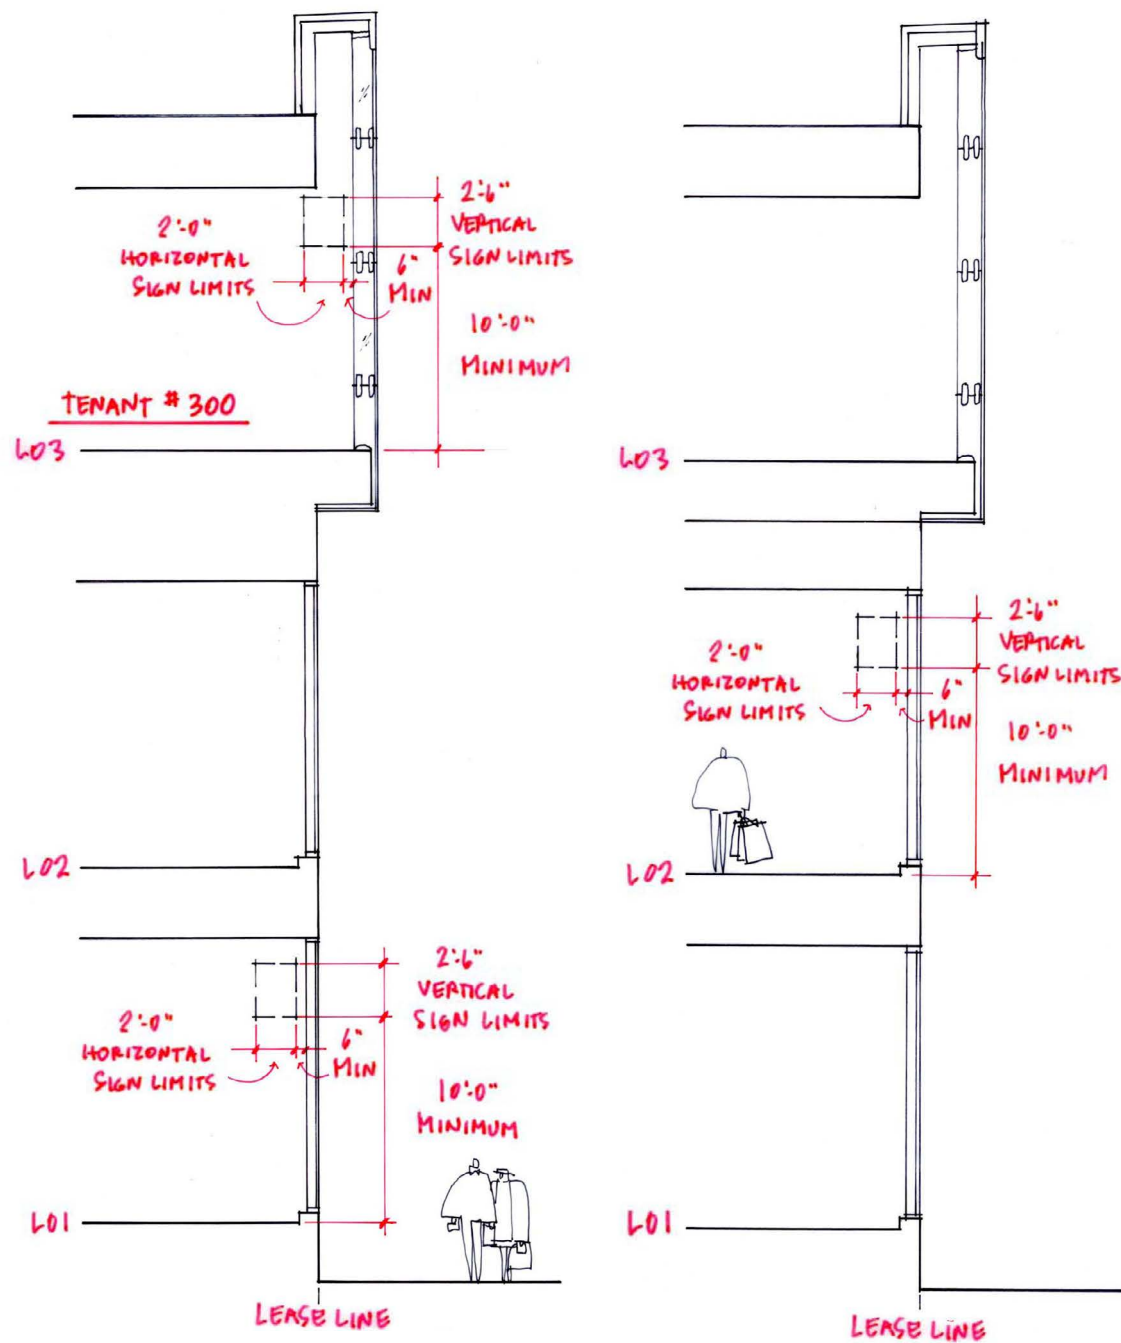 2'-6"
VERTICAL
SIGN LIMITS
2'-0"
HORIZONTAL
SIGN LIMITS
6"
MIN
10'-0"
MINIMUM
TENANT # 300
L03
L02
2'-6"
VERTICAL
SIGN LIMITS
2'-0"
HORIZONTAL
SIGN LIMITS
6"
MIN
10'-0"
MINIMUM
L01
LEASE LINE
L03
2'-6"
VERTICAL
SIGN LIMITS
2'-0"
HORIZONTAL
SIGN LIMITS
6"
MIN
10'-0"
MINIMUM
L02
L01
LEASE LINE